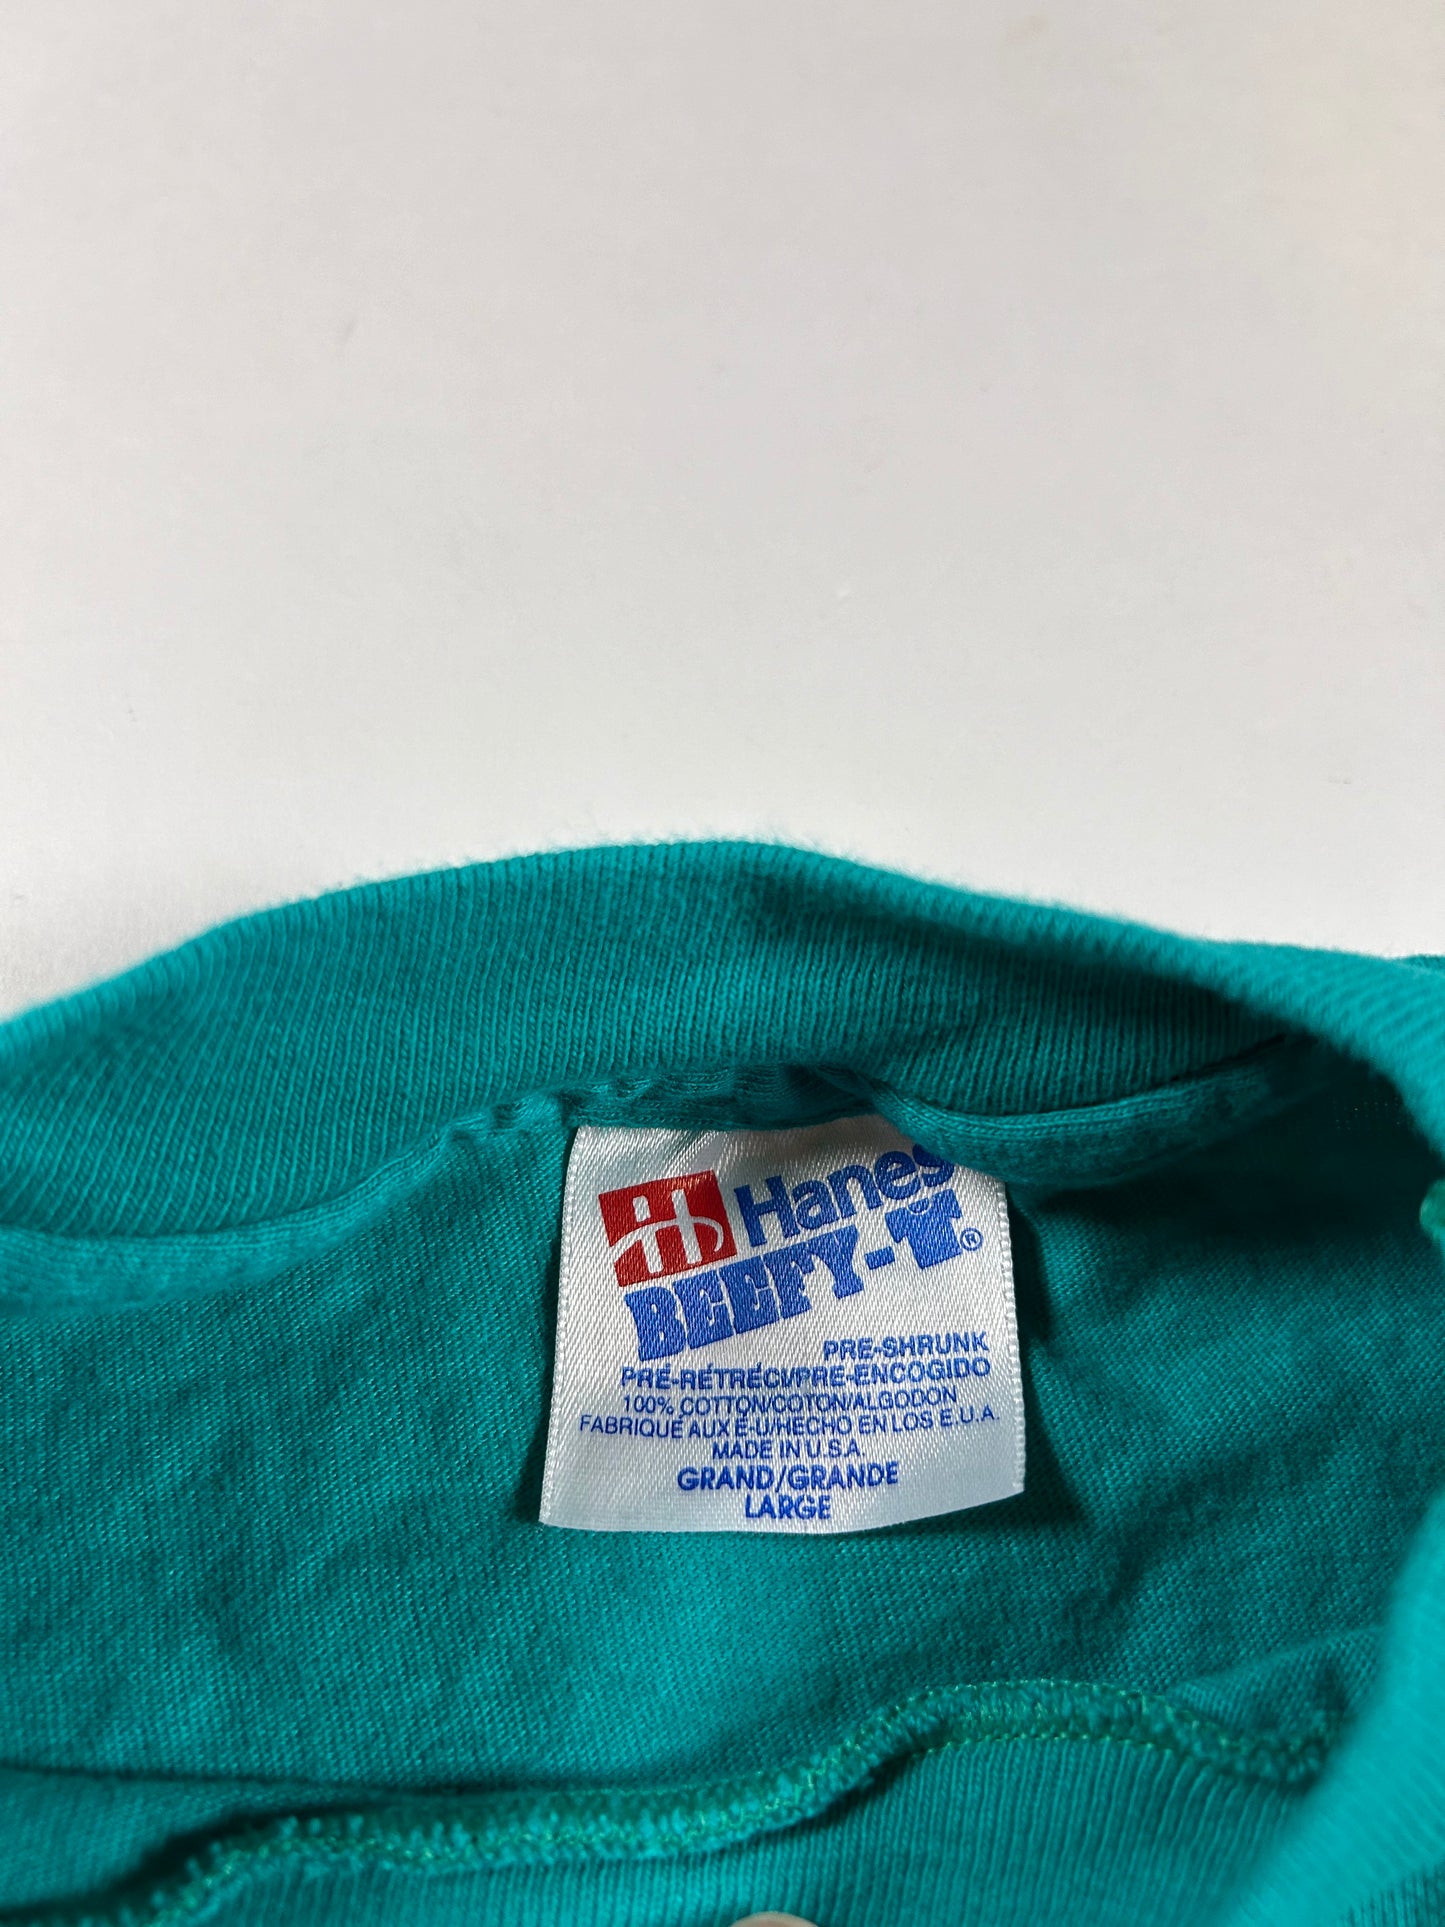 Hanes
BEEFY-T®
PRE-SHRUNK
PRÉ-RÉTRÉCI/PRE-ENCOGIDO
100% COTTON/COTON/ALGODON
FABRIQUÉ AUX É-U/HECHO EN LOS E.U.A.
MADE IN U.S.A.
GRAND/GRANDE
LARGE